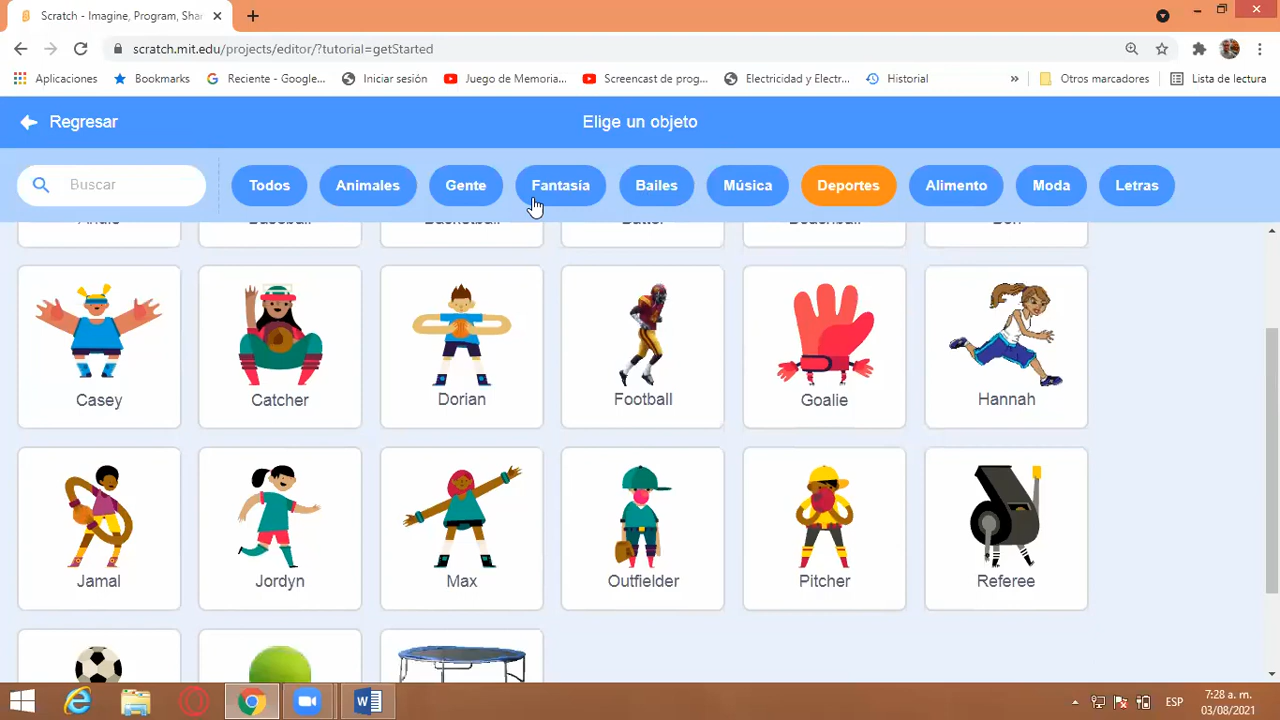 Scratch - Imagine, Program, Sha
scratch.mit.edu/projects/editor/?tutorial=getStarted
Aplicaciones Bookmarks Reciente - Google... Iniciar sesión Juego de Memoria... Screencast de prog... Electricidad y Electr... Historial » Otros marcadores Lista de lectura
Regresar Elige un objeto
Buscar Todos Animales Gente Fantasía Bailes Música Deportes Alimento Moda Letras
Casey Catcher Dorian Football Goalie Hannah
Jamal Jordyn Max Outfielder Pitcher Referee
ESP 7:28 a. m.
03/08/2021